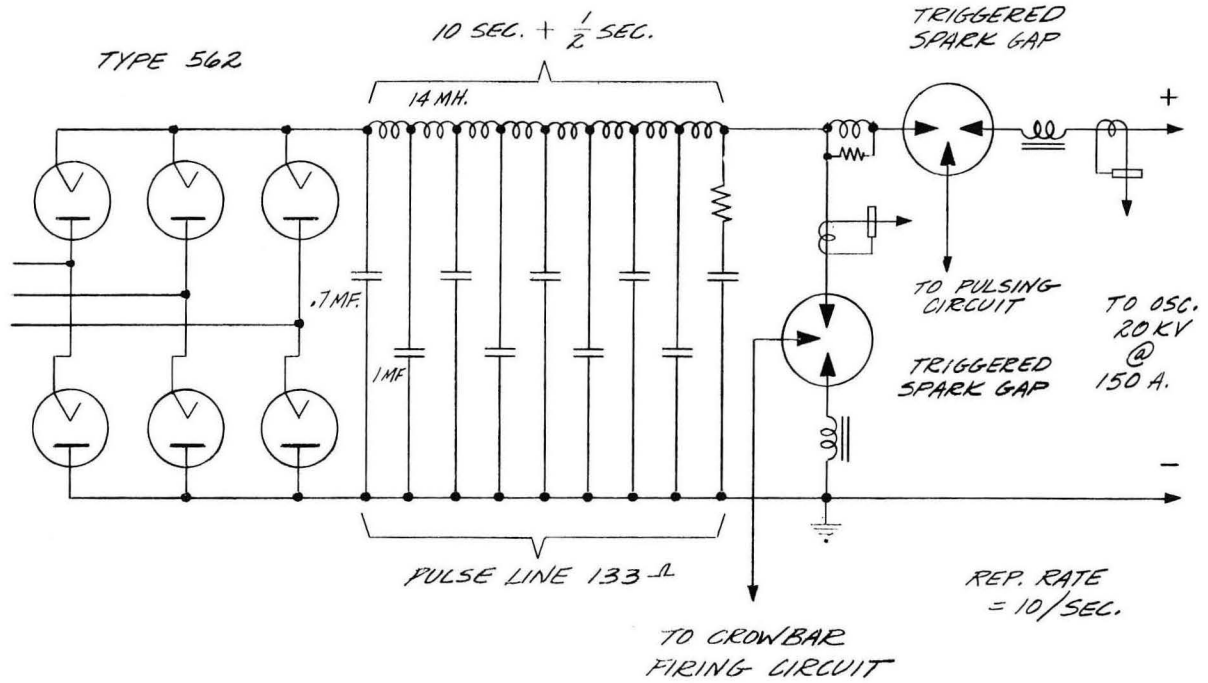 TYPE 562
10 SEC. + 1/2 SEC.
TRIGGERED
SPARK GAP
14 MH.
+
.7 MF.
1 MF
TO PULSING
CIRCUIT
TO OSC.
20 KV
@
150 A.
TRIGGERED
SPARK GAP
−
PULSE LINE 133 Ω
REP. RATE
= 10/SEC.
TO CROWBAR
FIRING CIRCUIT